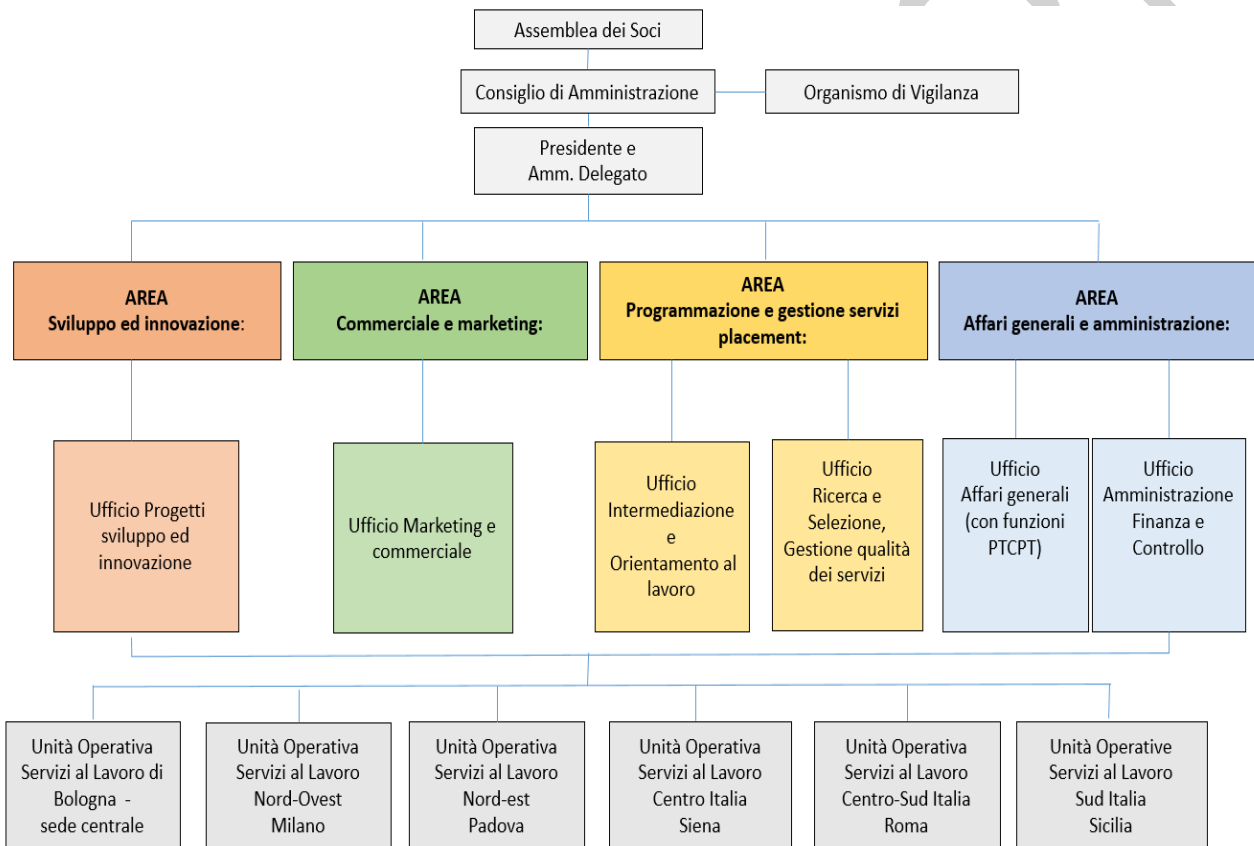 Assemblea dei Soci
Consiglio di Amministrazione
Organismo di Vigilanza
Presidente e
Amm. Delegato
AREA
Sviluppo ed innovazione:
AREA
Commerciale e marketing:
AREA
Programmazione e gestione servizi
placement:
AREA
Affari generali e amministrazione:
Ufficio Progetti
sviluppo ed
innovazione
Ufficio Marketing e
commerciale
Ufficio
Intermediazione
e
Orientamento al
lavoro
Ufficio
Ricerca e
Selezione,
Gestione qualità
dei servizi
Ufficio
Affari generali
(con funzioni
PTCPT)
Ufficio
Amministrazione
Finanza e
Controllo
Unità Operativa
Servizi al Lavoro di
Bologna -
sede centrale
Unità Operativa
Servizi al Lavoro
Nord-Ovest
Milano
Unità Operativa
Servizi al Lavoro
Nord-est
Padova
Unità Operativa
Servizi al Lavoro
Centro Italia
Siena
Unità Operativa
Servizi al Lavoro
Centro-Sud Italia
Roma
Unità Operative
Servizi al Lavoro
Sud Italia
Sicilia